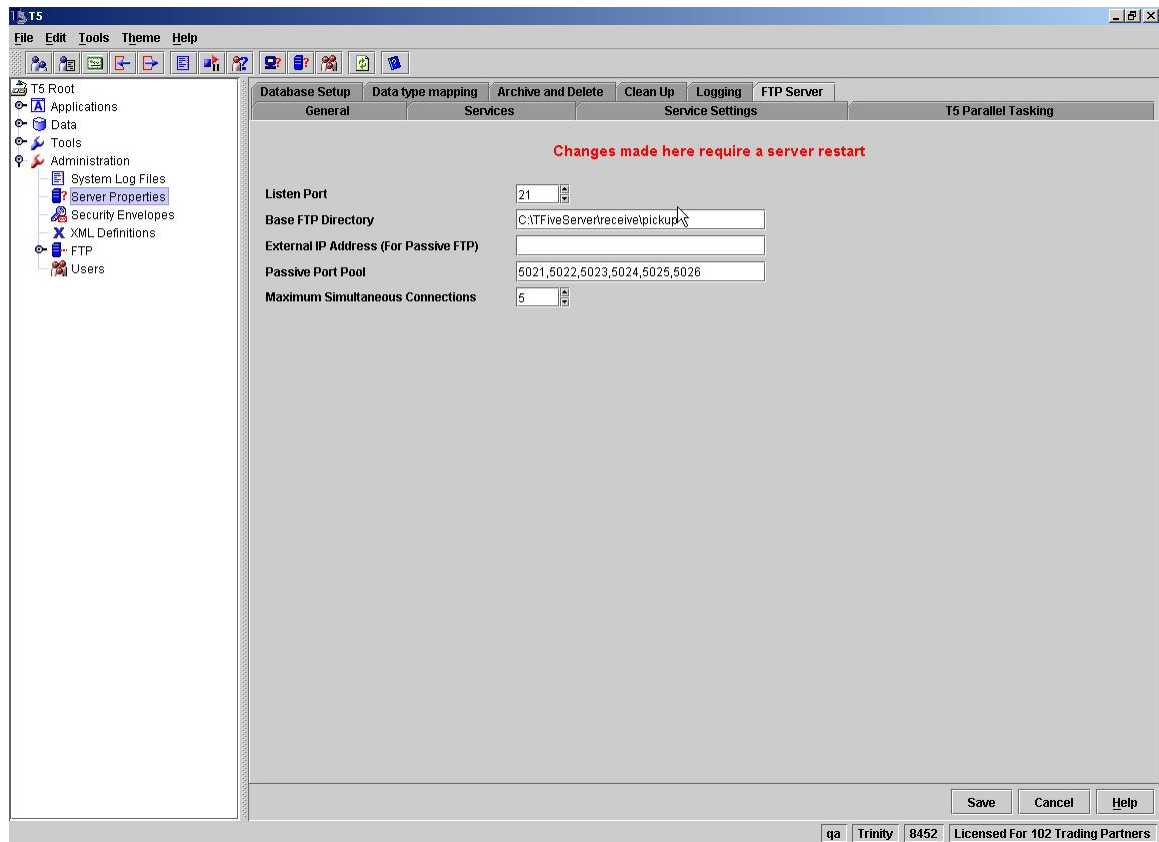 T5
File Edit Tools Theme Help
T5 Root
Applications
Data
Tools
Administration
System Log Files
Server Properties
Security Envelopes
XML Definitions
FTP
Users
Database Setup Data type mapping Archive and Delete Clean Up Logging FTP Server
General Services Service Settings T5 Parallel Tasking
Changes made here require a server restart
Listen Port 21
Base FTP Directory C:\TFiveServer\receive\pickup
External IP Address (For Passive FTP)
Passive Port Pool 5021,5022,5023,5024,5025,5026
Maximum Simultaneous Connections 5
Save Cancel Help
qa Trinity 8452 Licensed For 102 Trading Partners